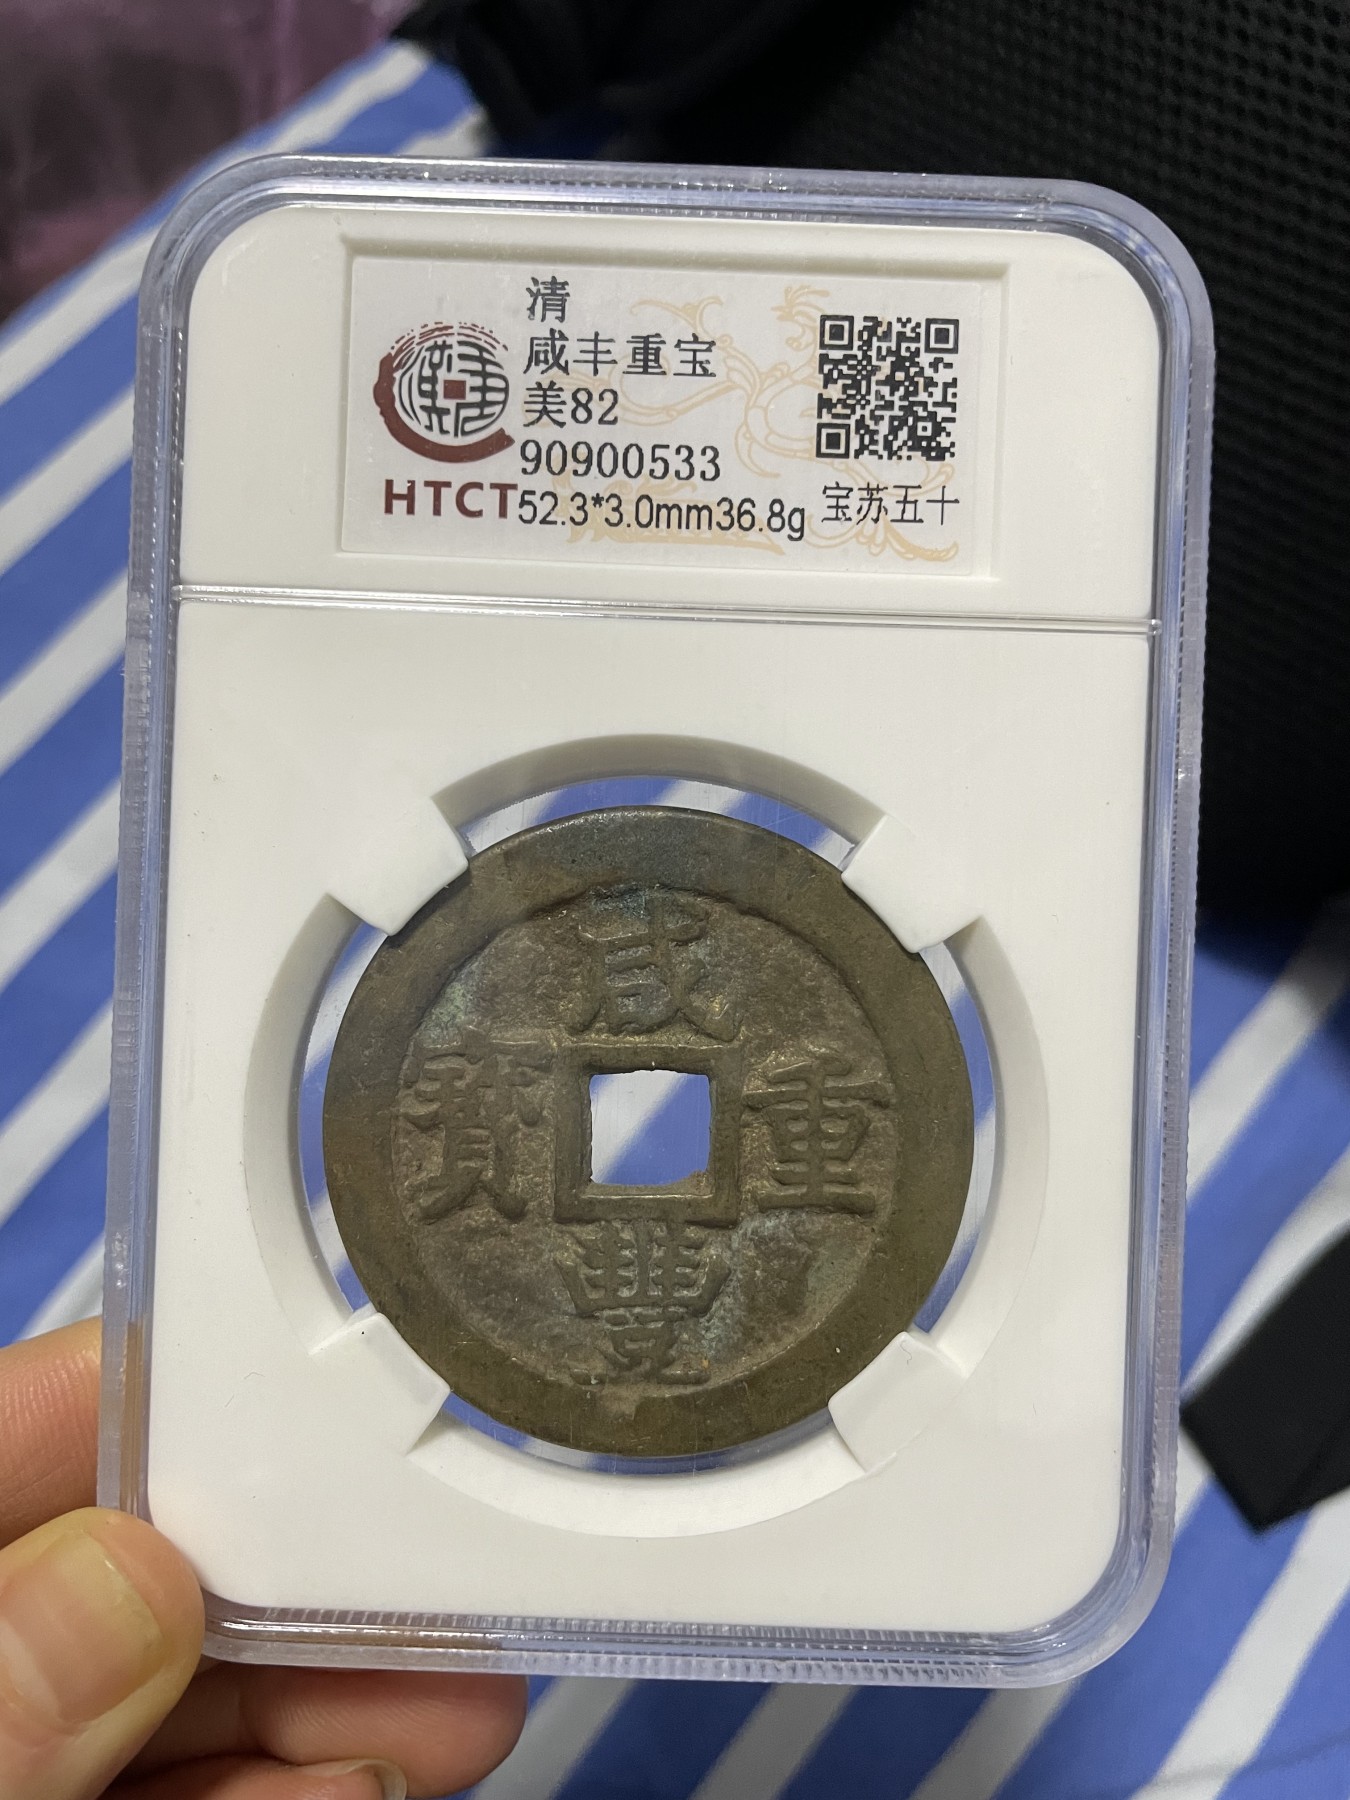 清
咸丰重宝
美82
90900533
HTCT 52.3*3.0mm36.8g
宝苏五十
咸
寶 重
豐